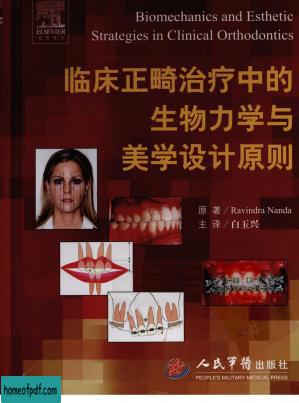 ELSEVIER
Biomechanics and Esthetic
Strategies in Clinical Orthodontics
临床正畸治疗中的
生物力学与
美学设计原则
原 著/Ravindra Nanda
主 译/白玉兴
人民军医出版社
PEOPLE'S MILITARY MEDICAL PRESS
www.homeofpdf.com